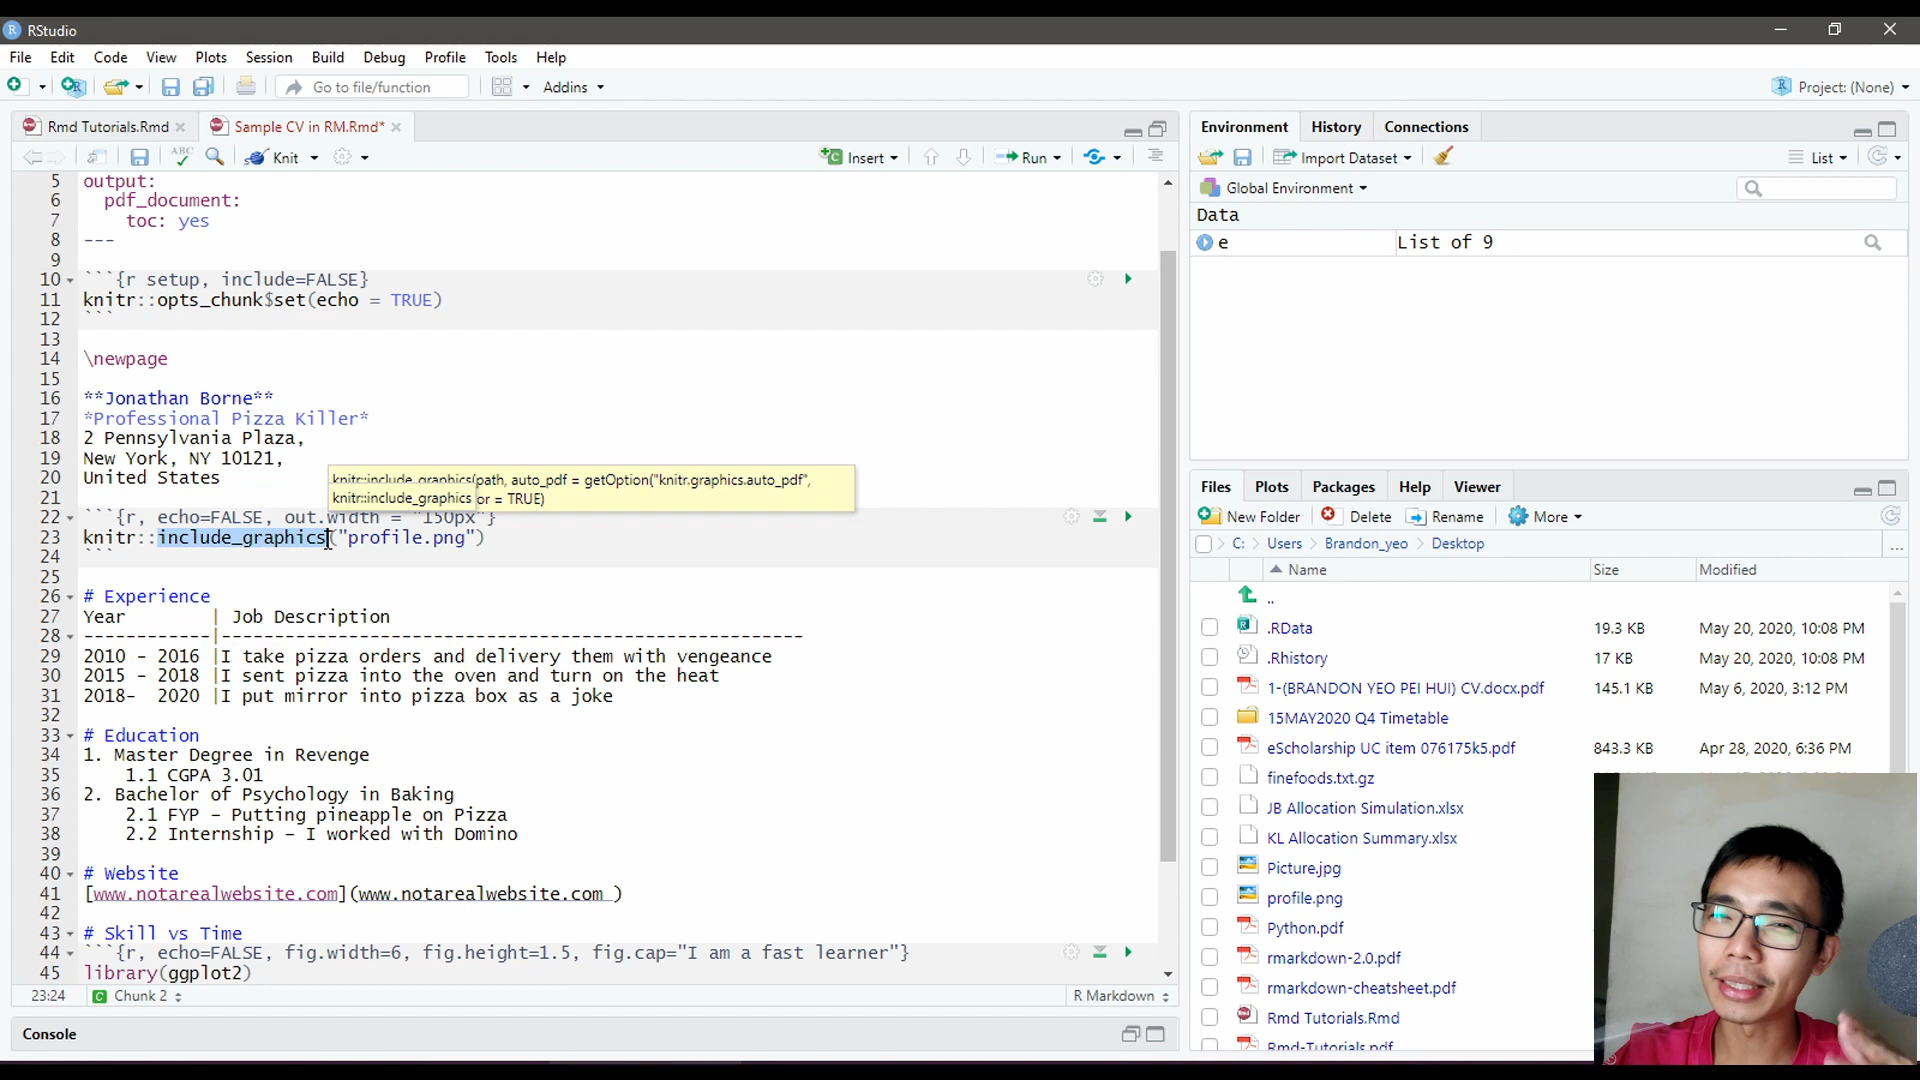 RStudio
File Edit Code View Plots Session Build Debug Profile Tools Help
Go to file/function Addins Project: (None)
Rmd Tutorials.Rmd Sample CV in RM.Rmd*
ABC Knit Insert Run
5 output:
6 pdf_document:
7 toc: yes
8 ---
9
10 ```{r setup, include=FALSE}
11 knitr::opts_chunk$set(echo = TRUE)
12 ```
13
14 \newpage
15
16 **Jonathan Borne**
17 *Professional Pizza Killer*
18 2 Pennsylvania Plaza,
19 New York, NY 10121,
20 United States
knitr::include_graphics(path, auto_pdf = getOption("knitr.graphics.auto_pdf",
knitr::include_graphics or = TRUE)
21
22 ```{r, echo=FALSE, out.width = "150px"}
23 knitr::include_graphics("profile.png")
24 ```
25
26 # Experience
27 Year | Job Description
28 ------------|-------------------------------------------------------
29 2010 - 2016 |I take pizza orders and delivery them with vengeance
30 2015 - 2018 |I sent pizza into the oven and turn on the heat
31 2018- 2020 |I put mirror into pizza box as a joke
32
33 # Education
34 1. Master Degree in Revenge
35 1.1 CGPA 3.01
36 2. Bachelor of Psychology in Baking
37 2.1 FYP - Putting pineapple on Pizza
38 2.2 Internship - I worked with Domino
39
40 # Website
41 [www.notarealwebsite.com](www.notarealwebsite.com )
42
43 # Skill vs Time
44 ```{r, echo=FALSE, fig.width=6, fig.height=1.5, fig.cap="I am a fast learner"}
45 library(ggplot2)
23:24 Chunk 2 R Markdown
Console
Environment History Connections
Import Dataset List
Global Environment
Data
e List of 9
Files Plots Packages Help Viewer
New Folder Delete Rename More
C: Users Brandon_yeo Desktop ...
Name Size Modified
..
.RData 19.3 KB May 20, 2020, 10:08 PM
.Rhistory 17 KB May 20, 2020, 10:08 PM
1-(BRANDON YEO PEI HUI) CV.docx.pdf 145.1 KB May 6, 2020, 3:12 PM
15MAY2020 Q4 Timetable
eScholarship UC item 076175k5.pdf 843.3 KB Apr 28, 2020, 6:36 PM
finefoods.txt.gz
JB Allocation Simulation.xlsx
KL Allocation Summary.xlsx
Picture.jpg
profile.png
Python.pdf
rmarkdown-2.0.pdf
rmarkdown-cheatsheet.pdf
Rmd Tutorials.Rmd
Rmd-Tutorials.pdf